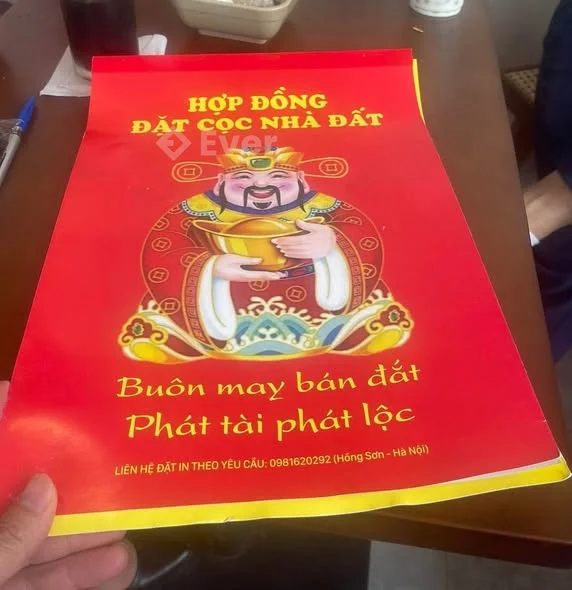 HỢP ĐỒNG
ĐẶT CỌC NHÀ ĐẤT
Ever
Buôn may bán đắt
Phát tài phát lộc
LIÊN HỆ ĐẶT IN THEO YÊU CẦU: 0981620292 (Hồng Sơn - Hà Nội)